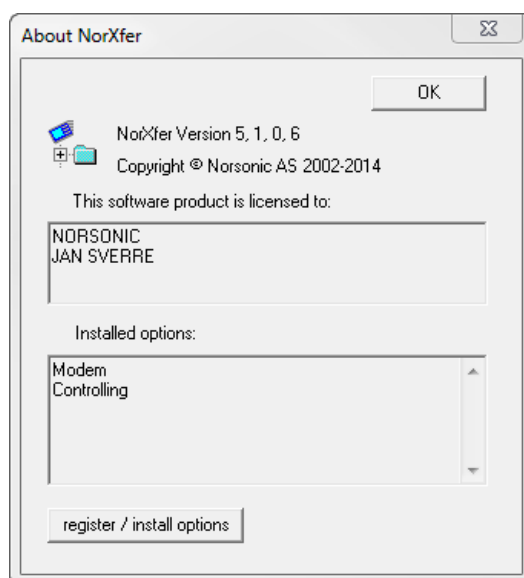 About NorXfer
OK
NorXfer Version 5, 1, 0, 6
Copyright © Norsonic AS 2002-2014
This software product is licensed to:
NORSONIC
JAN SVERRE
Installed options:
Modem
Controlling
register / install options